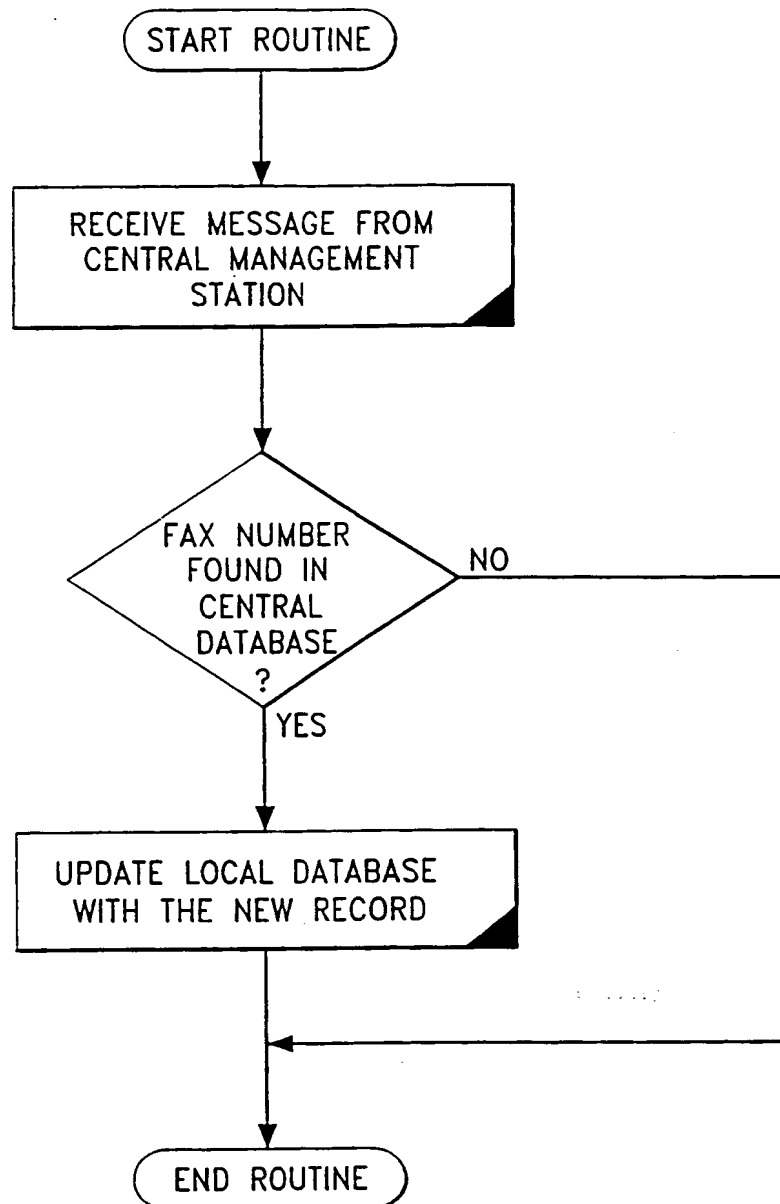 START ROUTINE
RECEIVE MESSAGE FROM
CENTRAL MANAGEMENT
STATION
FAX NUMBER
FOUND IN
CENTRAL
DATABASE
?
NO
YES
UPDATE LOCAL DATABASE
WITH THE NEW RECORD
END ROUTINE